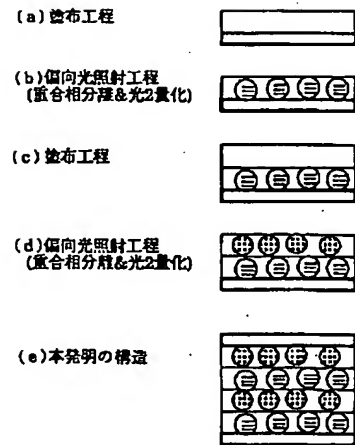 (a)塗布工程
(b)偏向光照射工程
(重合相分離&光2量化)
(c)塗布工程
(d)偏向光照射工程
(重合相分離&光2量化)
(e)本発明の構造